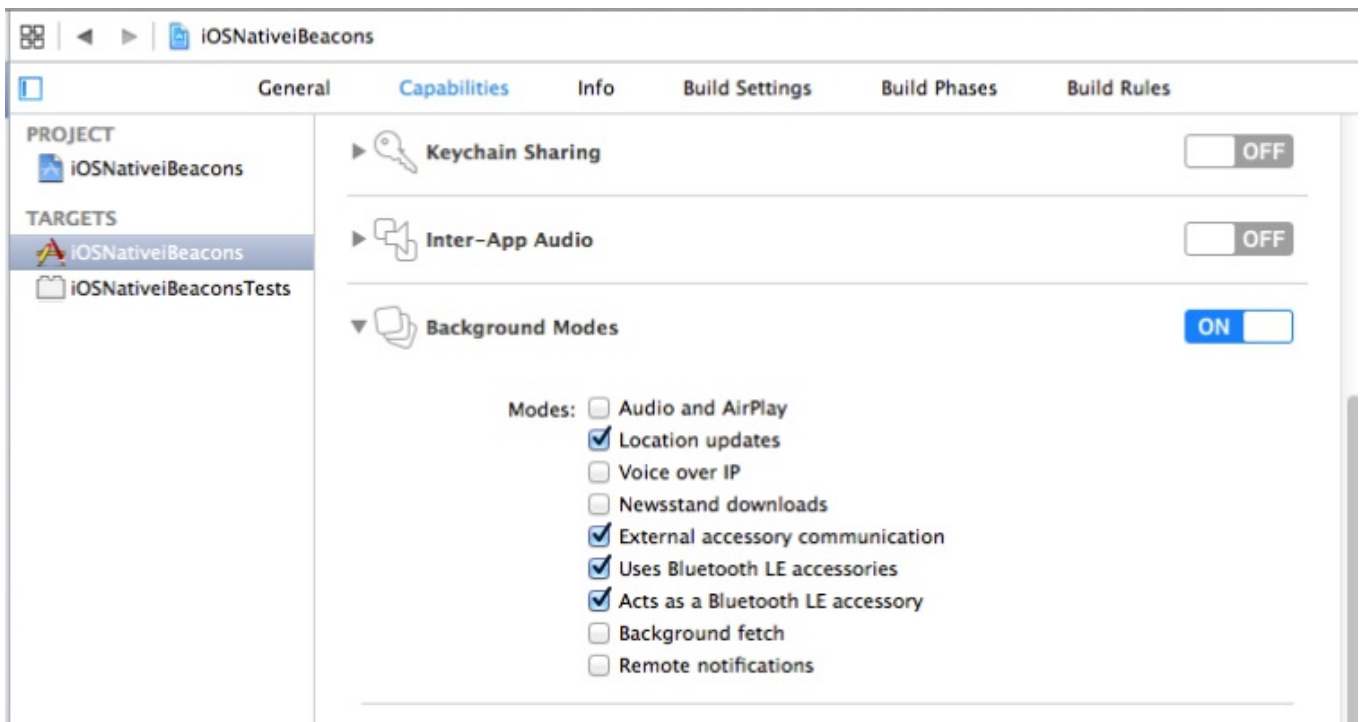 iOSNativeiBeacons
General Capabilities Info Build Settings Build Phases Build Rules
PROJECT
iOSNativeiBeacons
TARGETS
iOSNativeiBeacons
iOSNativeiBeaconsTests
Keychain Sharing OFF
Inter-App Audio OFF
Background Modes ON
Modes: Audio and AirPlay
Location updates
Voice over IP
Newsstand downloads
External accessory communication
Uses Bluetooth LE accessories
Acts as a Bluetooth LE accessory
Background fetch
Remote notifications